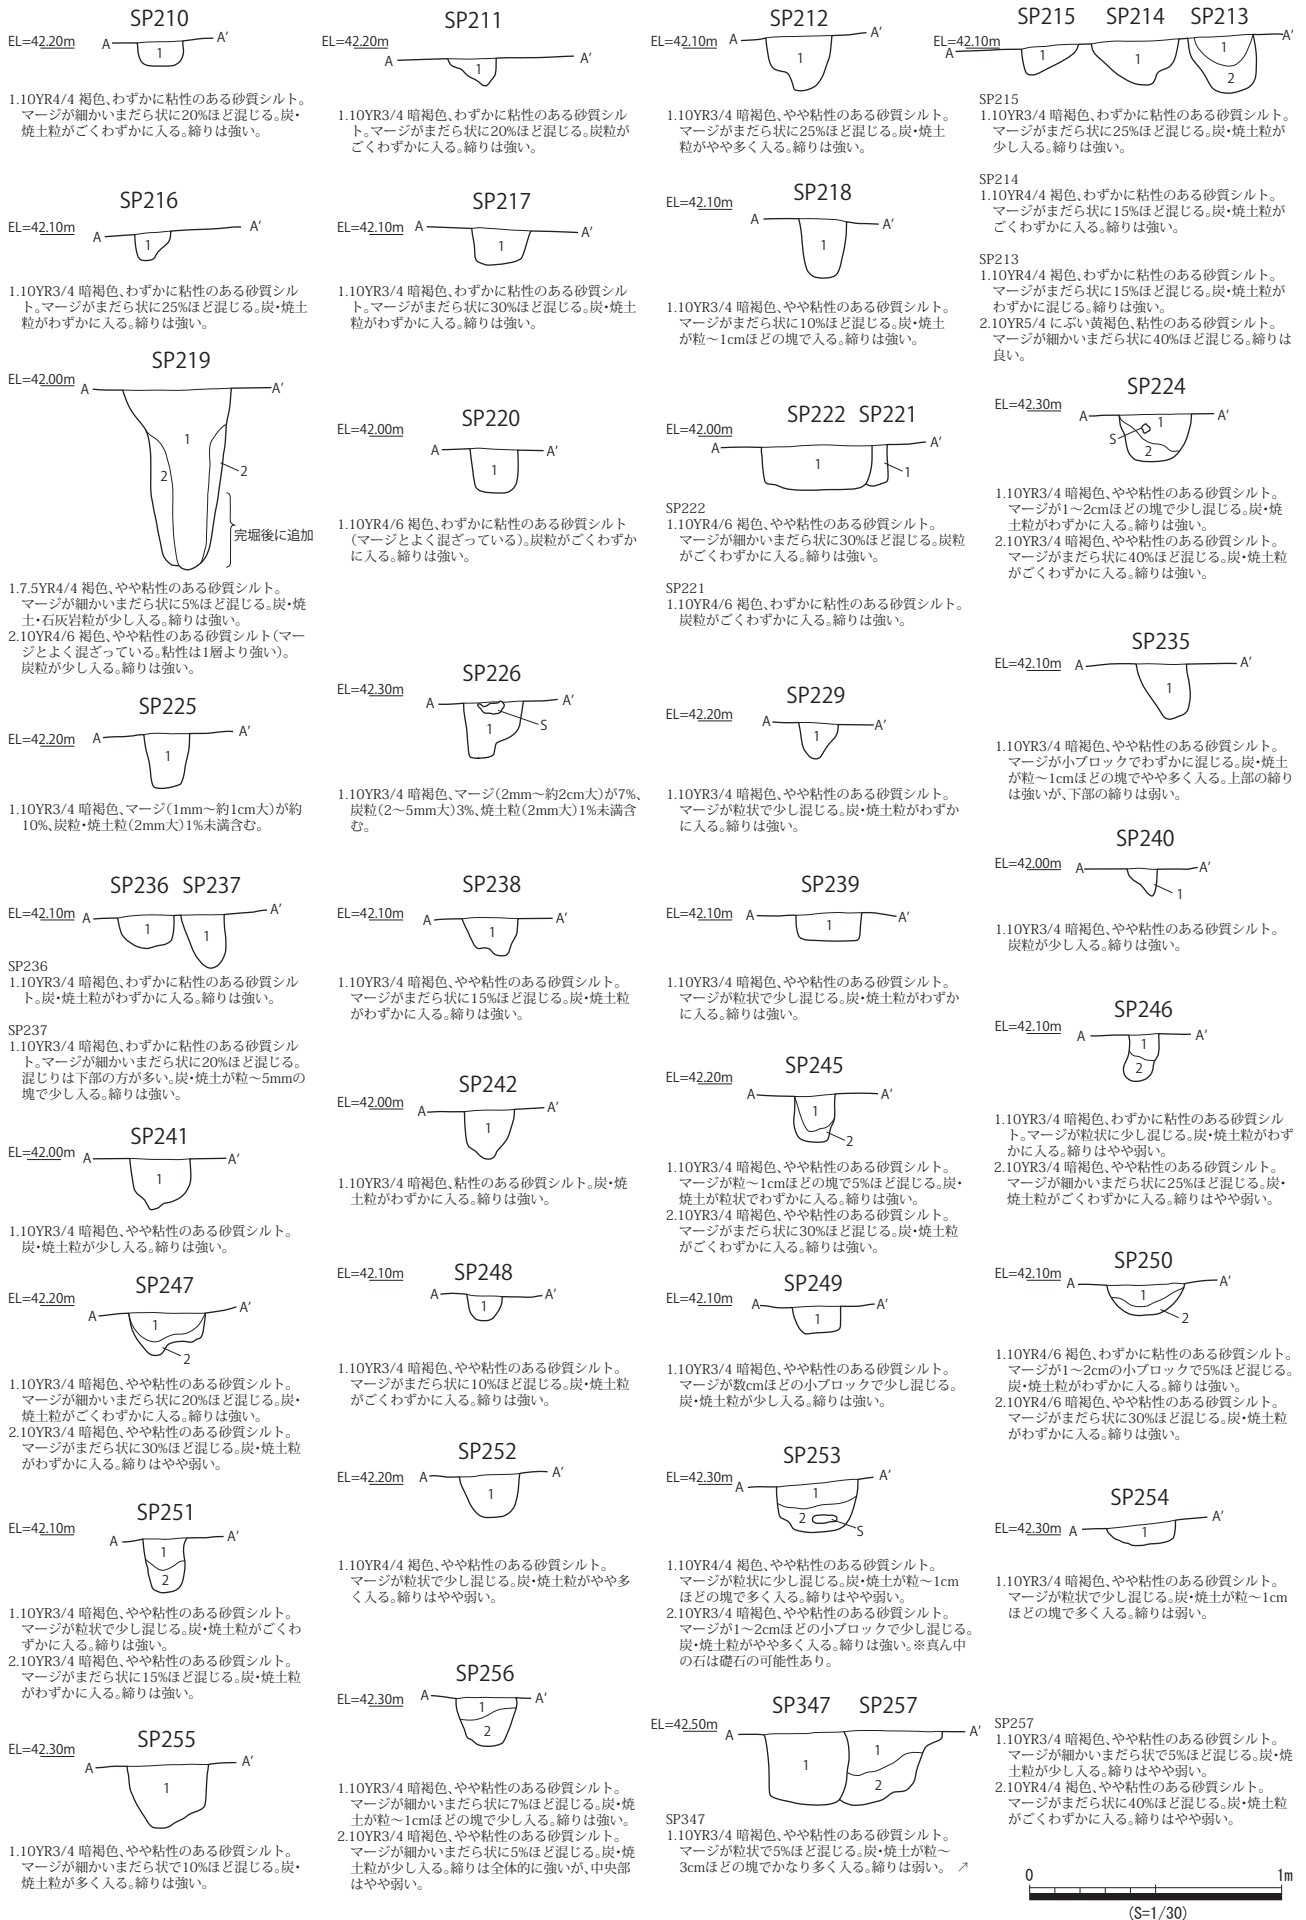 SP210
EL=42.20m
A
A′
1
1.10YR4/4 褐色、わずかに粘性のある砂質シルト。
マージが細かいまだら状に20%ほど混じる。炭・
焼土粒がごくわずかに入る。締りは強い。
SP211
EL=42.20m
A
A′
1
1.10YR3/4 暗褐色、わずかに粘性のある砂質シル
ト。マージがまだら状に20%ほど混じる。炭粒が
ごくわずかに入る。締りは強い。
SP212
EL=42.10m
A
A′
1
1.10YR3/4 暗褐色、やや粘性のある砂質シルト。
マージがまだら状に25%ほど混じる。炭・焼土
粒がやや多く入る。締りは強い。
SP215 SP214 SP213
EL=42.10m
A
A′
1
1
1
2
SP215
1.10YR3/4 暗褐色、わずかに粘性のある砂質シルト。
マージがまだら状に25%ほど混じる。炭・焼土粒が
少し入る。締りは強い。
SP214
1.10YR4/4 褐色、わずかに粘性のある砂質シルト。
マージがまだら状に15%ほど混じる。炭・焼土粒が
ごくわずかに入る。締りは強い。
SP213
1.10YR4/4 褐色、わずかに粘性のある砂質シルト。
マージがまだら状に15%ほど混じる。炭・焼土粒が
わずかに混じる。締りは強い。
2.10YR5/4 にぶい黄褐色、粘性のある砂質シルト。
マージが細かいまだら状に40%ほど混じる。締りは
良い。
SP216
EL=42.10m
A
A′
1
1.10YR3/4 暗褐色、わずかに粘性のある砂質シル
ト。マージがまだら状に25%ほど混じる。炭・焼土
粒がわずかに入る。締りは強い。
SP217
EL=42.10m
A
A′
1
1.10YR3/4 暗褐色、わずかに粘性のある砂質シル
ト。マージがまだら状に30%ほど混じる。炭・焼土
粒がわずかに入る。締りは強い。
SP218
EL=42.10m
A
A′
1
1.10YR3/4 暗褐色、やや粘性のある砂質シルト。
マージがまだら状に10%ほど混じる。炭・焼土
が粒～1cmほどの塊で入る。締りは強い。
SP219
EL=42.00m
A
A′
1
2
2
完堀後に追加
1.7.5YR4/4 褐色、やや粘性のある砂質シルト。
マージが細かいまだら状に5%ほど混じる。炭・焼
土・石灰岩粒が少し入る。締りは強い。
2.10YR4/6 褐色、やや粘性のある砂質シルト（マー
ジとよく混ざっている。粘性は1層より強い）。
炭粒が少し入る。締りは強い。
SP220
EL=42.00m
A
A′
1
1.10YR4/6 褐色、わずかに粘性のある砂質シルト
（マージとよく混ざっている）。炭粒がごくわずか
に入る。締りは強い。
SP222 SP221
EL=42.00m
A
A′
1
1
SP222
1.10YR4/6 褐色、やや粘性のある砂質シルト。
マージが細かいまだら状に30%ほど混じる。炭粒
がごくわずかに入る。締りは強い。
SP221
1.10YR4/6 褐色、わずかに粘性のある砂質シルト。
炭粒がごくわずかに入る。締りは強い。
SP224
EL=42.30m
A
A′
S
1
2
1.10YR3/4 暗褐色、やや粘性のある砂質シルト。
マージが1～2cmほどの塊で少し混じる。炭・焼
土粒がわずかに入る。締りは強い。
2.10YR3/4 暗褐色、やや粘性のある砂質シルト。
マージがまだら状に40%ほど混じる。炭・焼土粒
がごくわずかに入る。締りは強い。
SP225
EL=42.20m
A
A′
1
1.10YR3/4 暗褐色、マージ（1mm～約1cm大）が約
10%、炭粒・焼土粒（2mm大）1%未満含む。
SP226
EL=42.30m
A
A′
1
S
1.10YR3/4 暗褐色、マージ（2mm～約2cm大）が7%、
炭粒（2～5mm大）3%、焼土粒（2mm大）1%未満含
む。
SP229
EL=42.20m
A
A′
1
1.10YR3/4 暗褐色、やや粘性のある砂質シルト。
マージが粒状で少し混じる。炭・焼土粒がわずか
に入る。締りは強い。
SP235
EL=42.10m
A
A′
1
1.10YR3/4 暗褐色、やや粘性のある砂質シルト。
マージが小ブロックでわずかに混じる。炭・焼土
が粒～1cmほどの塊でやや多く入る。上部の締り
は強いが、下部の締りは弱い。
SP236 SP237
EL=42.10m
A
A′
1
1
SP236
1.10YR3/4 暗褐色、わずかに粘性のある砂質シル
ト。炭・焼土粒がわずかに入る。締りは強い。
SP237
1.10YR3/4 暗褐色、わずかに粘性のある砂質シル
ト。マージが細かいまだら状に20%ほど混じる。
混じりは下部の方が多い。炭・焼土が粒～5mmの
塊で少し入る。締りは強い。
SP238
EL=42.10m
A
A′
1
1.10YR3/4 暗褐色、やや粘性のある砂質シルト。
マージがまだら状に15%ほど混じる。炭・焼土粒
がわずかに入る。締りは強い。
SP239
EL=42.10m
A
A′
1
1.10YR3/4 暗褐色、やや粘性のある砂質シルト。
マージが粒状で少し混じる。炭・焼土粒がわずか
に入る。締りは強い。
SP240
EL=42.00m
A
A′
1
1.10YR3/4 暗褐色、やや粘性のある砂質シルト。
炭粒が少し入る。締りは強い。
SP241
EL=42.00m
A
A′
1
1.10YR3/4 暗褐色、やや粘性のある砂質シルト。
炭・焼土粒が少し入る。締りは強い。
SP242
EL=42.00m
A
A′
1
1.10YR3/4 暗褐色、粘性のある砂質シルト。炭・焼
土粒がわずかに入る。締りは強い。
SP245
EL=42.20m
A
A′
1
2
1.10YR3/4 暗褐色、やや粘性のある砂質シルト。
マージが粒～1cmほどの塊で5%ほど混じる。炭・
焼土が粒状でわずかに入る。締りは強い。
2.10YR3/4 暗褐色、やや粘性のある砂質シルト。
マージがまだら状に30%ほど混じる。炭・焼土粒
がごくわずかに入る。締りは強い。
SP246
EL=42.10m
A
A′
1
2
1.10YR3/4 暗褐色、わずかに粘性のある砂質シル
ト。マージが粒状に少し混じる。炭・焼土粒がわず
かに入る。締りはやや弱い。
2.10YR3/4 暗褐色、やや粘性のある砂質シルト。
マージが細かいまだら状に25%ほど混じる。炭・
焼土粒がごくわずかに入る。締りはやや弱い。
SP247
EL=42.20m
A
A′
1
2
1.10YR3/4 暗褐色、やや粘性のある砂質シルト。
マージが細かいまだら状に20%ほど混じる。炭・
焼土粒がごくわずかに入る。締りは強い。
2.10YR3/4 暗褐色、やや粘性のある砂質シルト。
マージがまだら状に30%ほど混じる。炭・焼土粒
がわずかに入る。締りはやや弱い。
SP248
EL=42.10m
A
A′
1
1.10YR3/4 暗褐色、やや粘性のある砂質シルト。
マージがまだら状に10%ほど混じる。炭・焼土粒
がごくわずかに入る。締りは強い。
SP249
EL=42.10m
A
A′
1
1.10YR3/4 暗褐色、やや粘性のある砂質シルト。
マージが数cmほどの小ブロックで少し混じる。
炭・焼土粒が少し入る。締りは強い。
SP250
EL=42.10m
A
A′
1
2
1.10YR4/6 褐色、わずかに粘性のある砂質シルト。
マージが1～2cmの小ブロックで5%ほど混じる。
炭・焼土粒がわずかに入る。締りは強い。
2.10YR4/6 暗褐色、やや粘性のある砂質シルト。
マージがまだら状に30%ほど混じる。炭・焼土粒
がわずかに入る。締りは強い。
SP251
EL=42.10m
A
A′
1
2
1.10YR3/4 暗褐色、やや粘性のある砂質シルト。
マージが粒状で少し混じる。炭・焼土粒がごくわ
ずかに入る。締りは強い。
2.10YR3/4 暗褐色、やや粘性のある砂質シルト。
マージがまだら状に15%ほど混じる。炭・焼土粒
がわずかに入る。締りは強い。
SP252
EL=42.20m
A
A′
1
1.10YR4/4 褐色、やや粘性のある砂質シルト。
マージが粒状で少し混じる。炭・焼土粒がやや多
く入る。締りはやや弱い。
SP253
EL=42.30m
A
A′
1
2
S
1.10YR4/4 褐色、やや粘性のある砂質シルト。
マージが粒状に少し混じる。炭・焼土が粒～1cm
ほどの塊で多く入る。締りはやや弱い。
2.10YR3/4 暗褐色、やや粘性のある砂質シルト。
マージが1～2cmほどの小ブロックで少し混じる。
炭・焼土粒がやや多く入る。締りは強い。※真ん中
の石は礎石の可能性あり。
SP254
EL=42.30m
A
A′
1
1.10YR3/4 暗褐色、やや粘性のある砂質シルト。
マージが粒状で少し混じる。炭・焼土が粒～1cm
ほどの塊で多く入る。締りは弱い。
SP255
EL=42.30m
A
A′
1
1.10YR3/4 暗褐色、やや粘性のある砂質シルト。
マージが細かいまだら状で10%ほど混じる。炭・
焼土粒が多く入る。締りは強い。
SP256
EL=42.30m
A
A′
1
2
1.10YR3/4 暗褐色、やや粘性のある砂質シルト。
マージが細かいまだら状に7%ほど混じる。炭・焼
土が粒～1cmほどの塊で少し入る。締りは強い。
2.10YR3/4 暗褐色、やや粘性のある砂質シルト。
マージが細かいまだら状に5%ほど混じる。炭・焼
土粒が少し入る。締りは全体的に強いが、中央部
はやや弱い。
SP347 SP257
EL=42.50m
A
A′
1
1
2
SP347
1.10YR3/4 暗褐色、やや粘性のある砂質シルト。
マージが粒状で5%ほど混じる。炭・焼土が粒～
3cmほどの塊でかなり多く入る。締りは弱い。 ↗
SP257
1.10YR3/4 暗褐色、やや粘性のある砂質シルト。
マージが細かいまだら状で5%ほど混じる。炭・焼
土粒が少し入る。締りはやや弱い。
2.10YR4/4 褐色、やや粘性のある砂質シルト。
マージがまだら状に40%ほど混じる。炭・焼土粒
がごくわずかに入る。締りはやや弱い。
0 1m
(S=1/30)